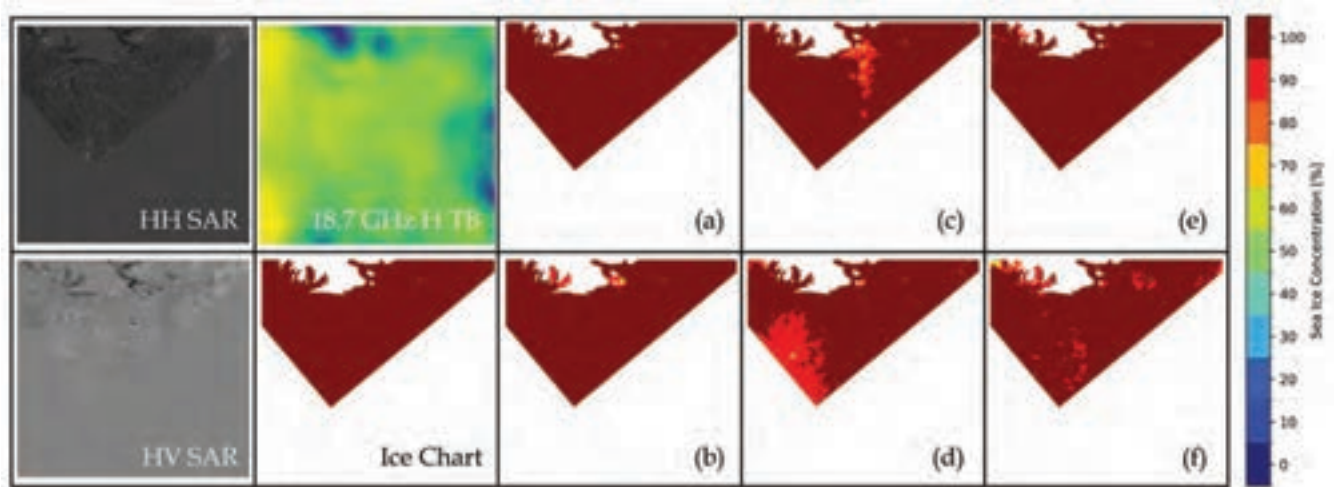 HH SAR
18.7 GHz H TB
(a)
(c)
(e)
HV SAR
Ice Chart
(b)
(d)
(f)
100
90
80
70
60
50
40
30
20
10
0
Sea Ice Concentration (%)